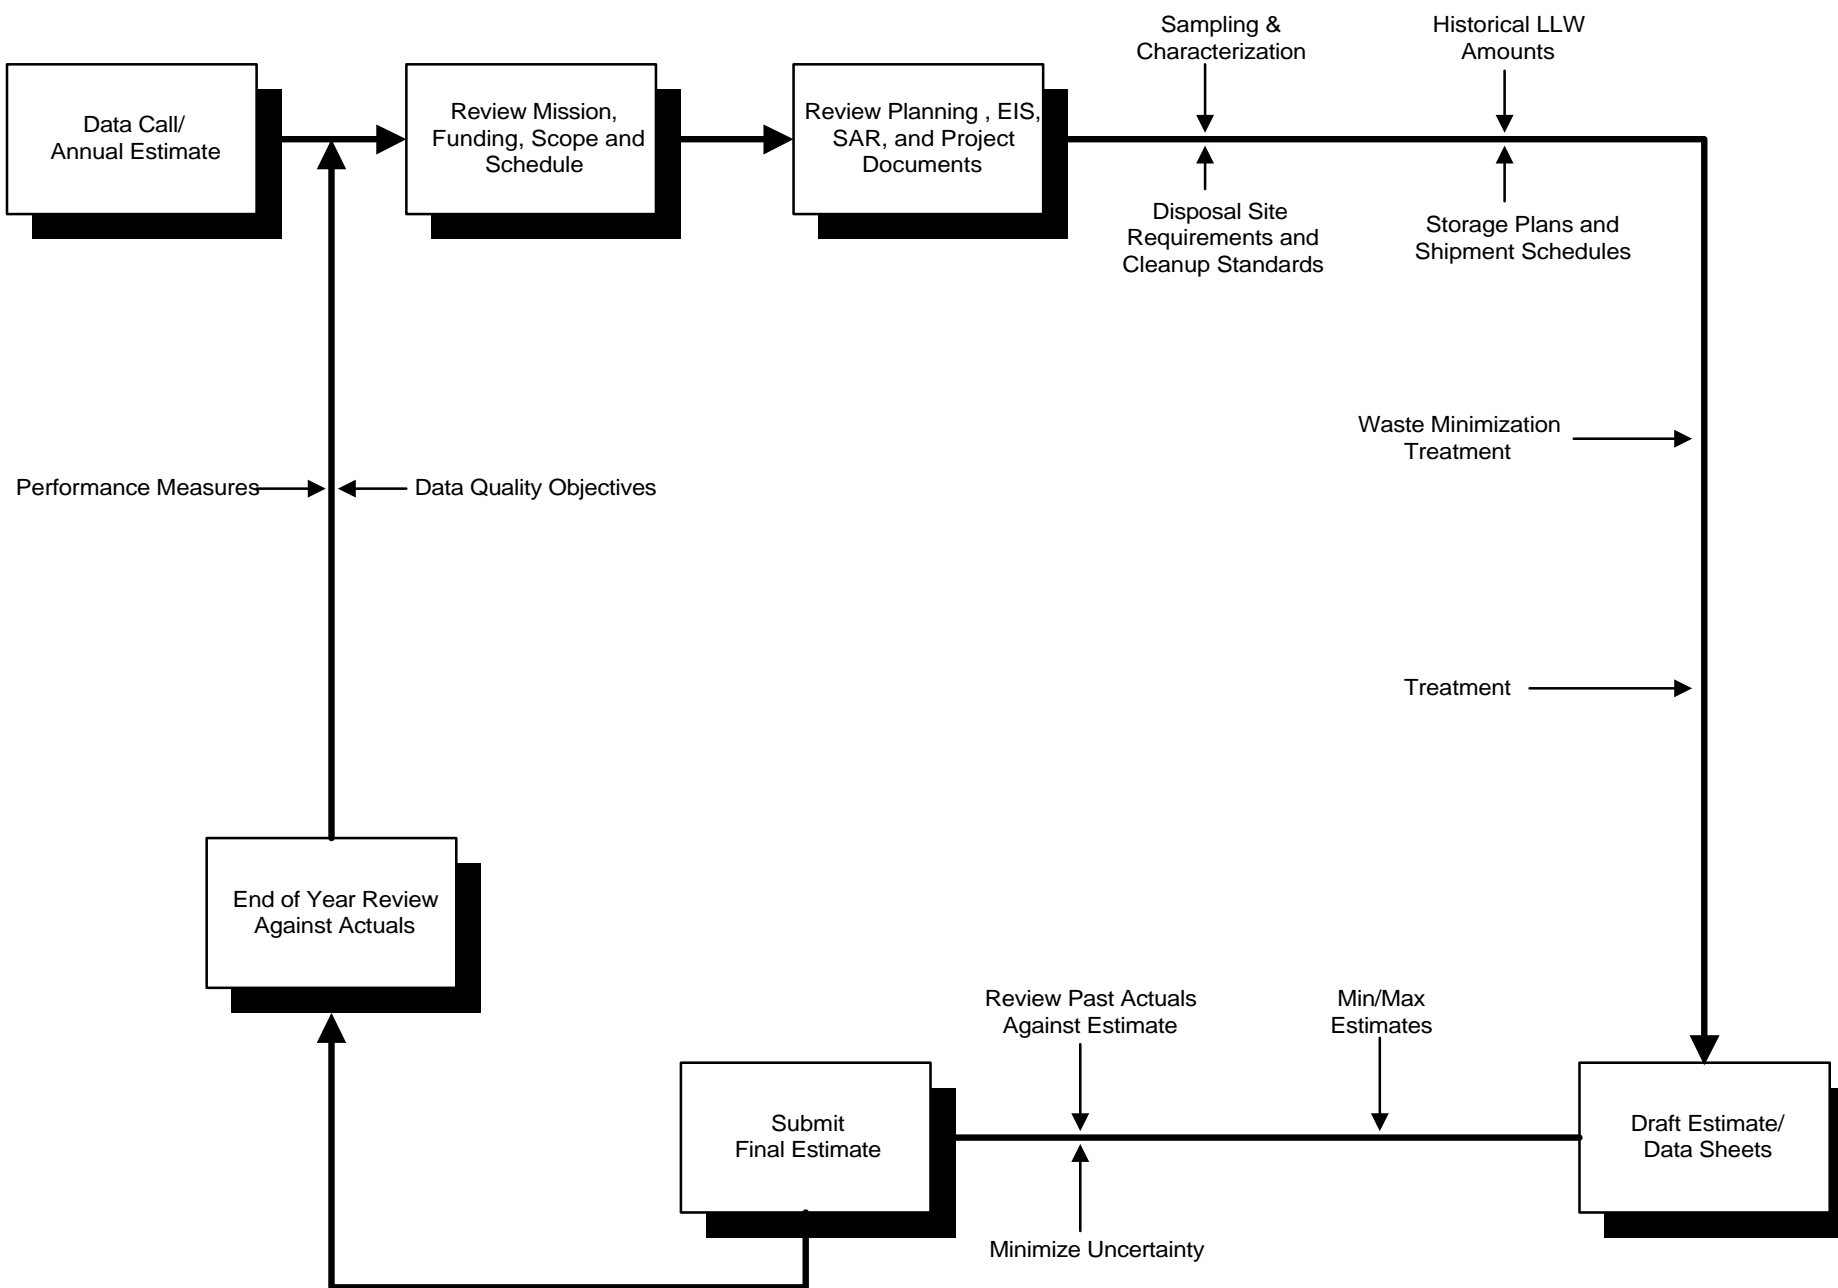 Sampling &
Characterization
Historical LLW
Amounts
Data Call/
Annual Estimate
Review Mission,
Funding, Scope and
Schedule
Review Planning , EIS,
SAR, and Project
Documents
Disposal Site
Requirements and
Cleanup Standards
Storage Plans and
Shipment Schedules
Waste Minimization
Treatment
Performance Measures
Data Quality Objectives
Treatment
End of Year Review
Against Actuals
Review Past Actuals
Against Estimate
Min/Max
Estimates
Submit
Final Estimate
Draft Estimate/
Data Sheets
Minimize Uncertainty